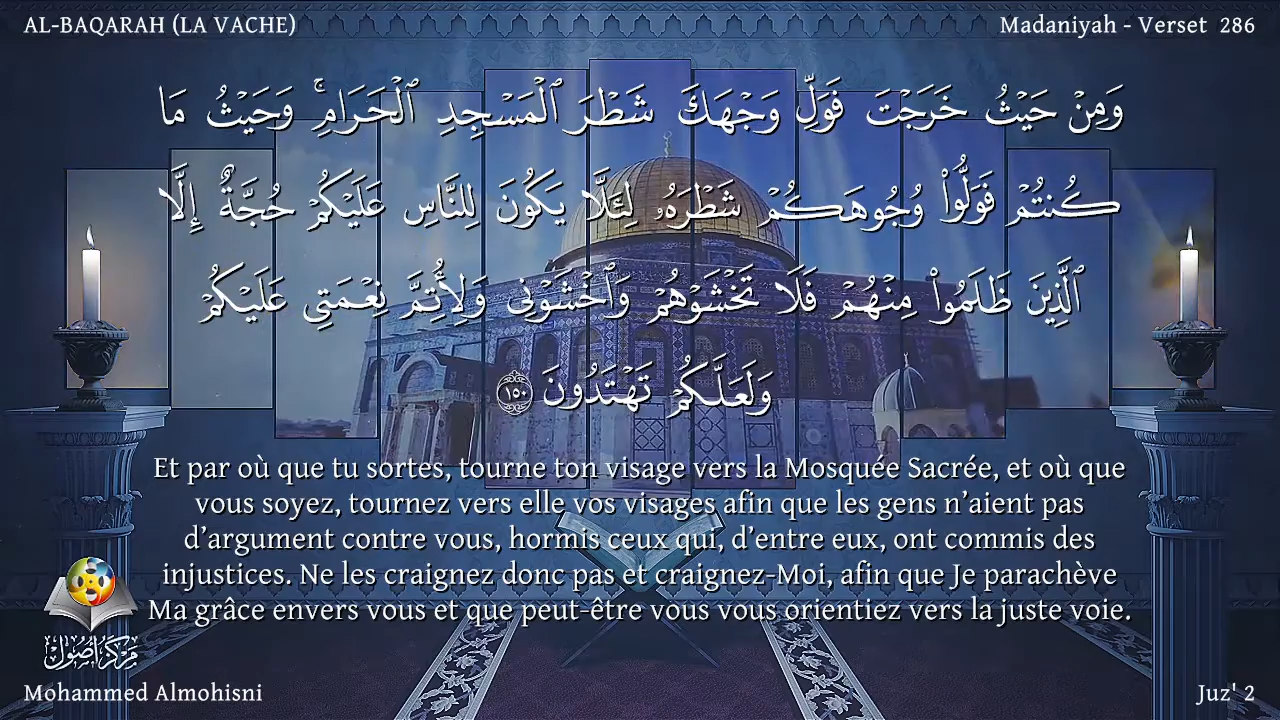 AL-BAQARAH (LA VACHE)
Madaniyah - Verset 286
وَمِنْ حَيْثُ خَرَجْتَ فَوَلِّ وَجْهَكَ شَطْرَ ٱلْمَسْجِدِ ٱلْحَرَامِ ۚ وَحَيْثُ مَا
كُنتُمْ فَوَلُّوا۟ وُجُوهَكُمْ شَطْرَهُۥ لِئَلَّا يَكُونَ لِلنَّاسِ عَلَيْكُمْ حُجَّةٌ إِلَّا
ٱلَّذِينَ ظَلَمُوا۟ مِنْهُمْ فَلَا تَخْشَوْهُمْ وَٱخْشَوْنِى وَلِأُتِمَّ نِعْمَتِى عَلَيْكُمْ
وَلَعَلَّكُمْ تَهْتَدُونَ ١٥٠
Et par où que tu sortes, tourne ton visage vers la Mosquée Sacrée, et où que
vous soyez, tournez vers elle vos visages afin que les gens n’aient pas
d’argument contre vous, hormis ceux qui, d’entre eux, ont commis des
injustices. Ne les craignez donc pas et craignez-Moi, afin que Je parachève
Ma grâce envers vous et que peut-être vous vous orientiez vers la juste voie.
مركز أصول
Mohammed Almohisni
Juz' 2